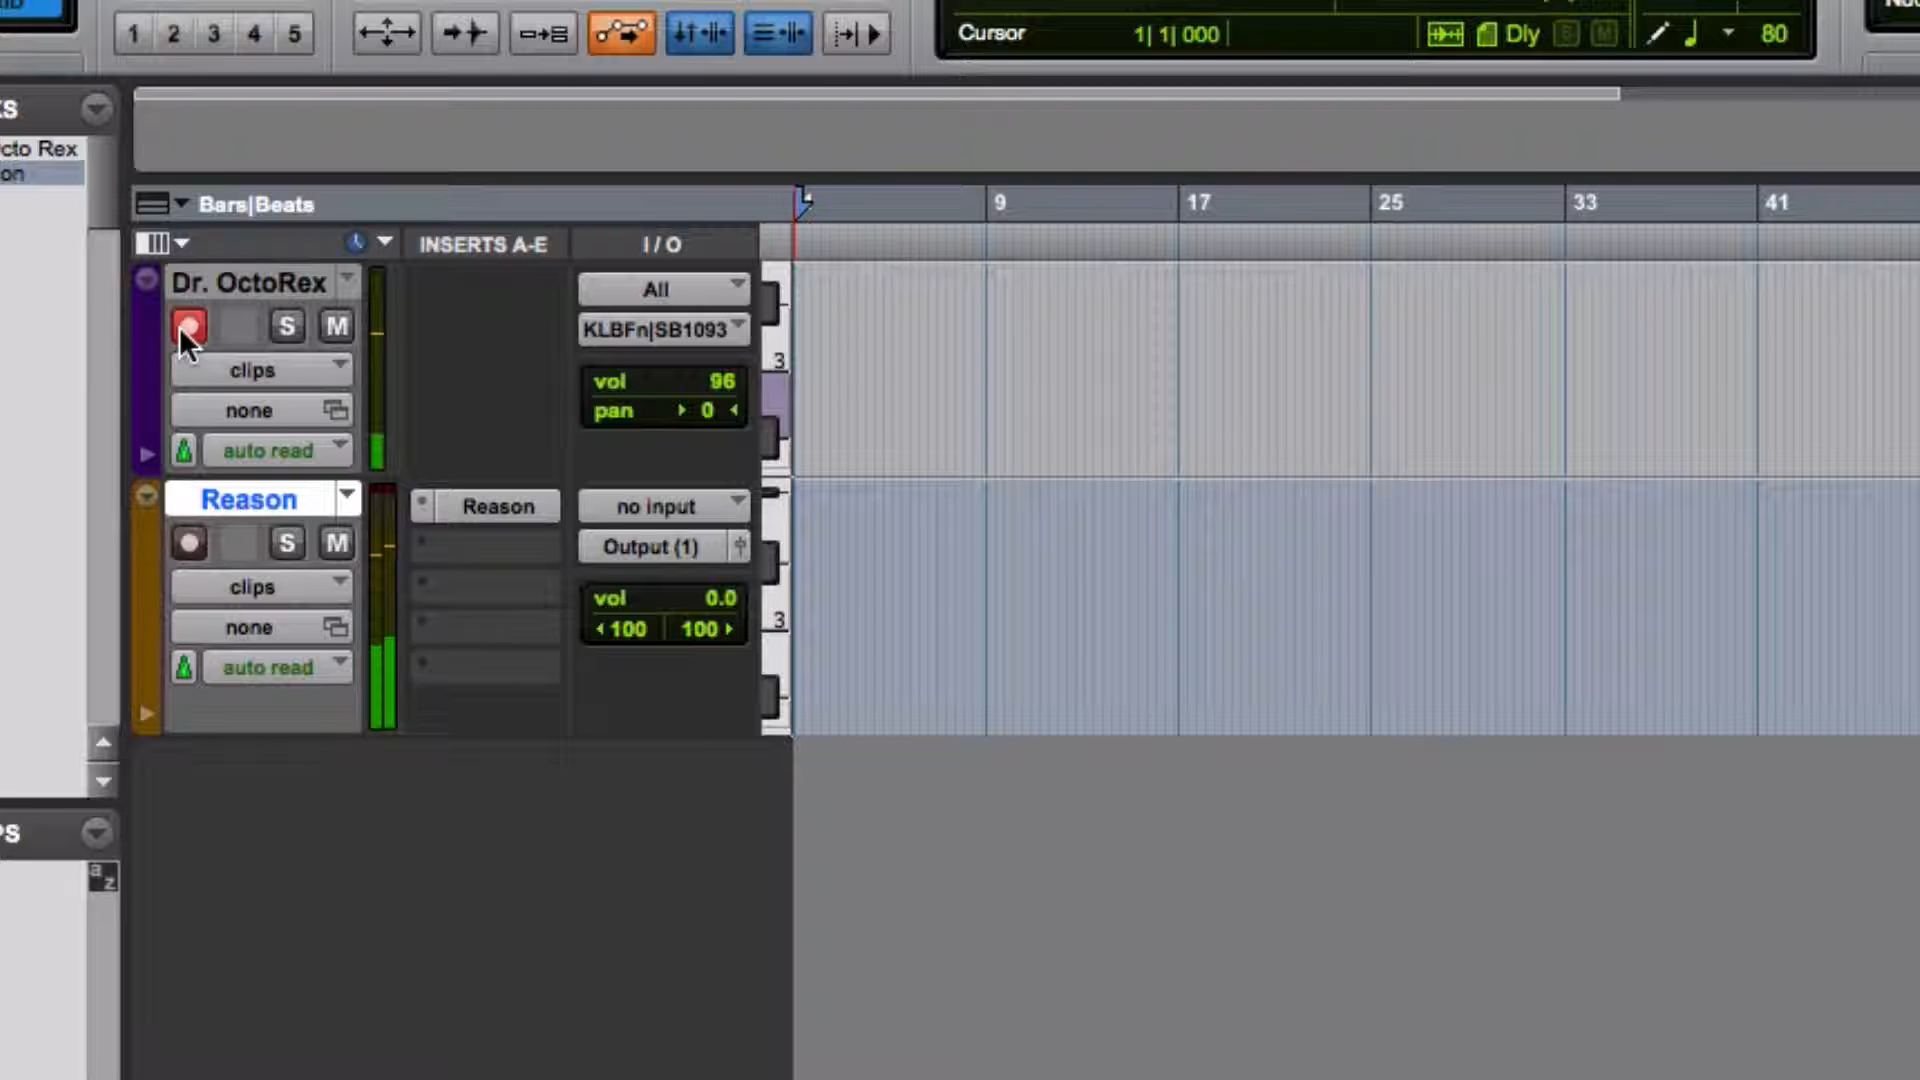 1 2 3 4 5
Cursor 1| 1| 000 Dly S M 80
KS
cto Rex
on
Bars|Beats 9 17 25 33 41
INSERTS A-E I / O
Dr. OctoRex All
S M KLBFn|SB1093
clips 3
vol 96
none pan 0
auto read
Reason Reason no input
S M Output (1)
clips
vol 0.0
none 100 100 3
auto read
PS
a z